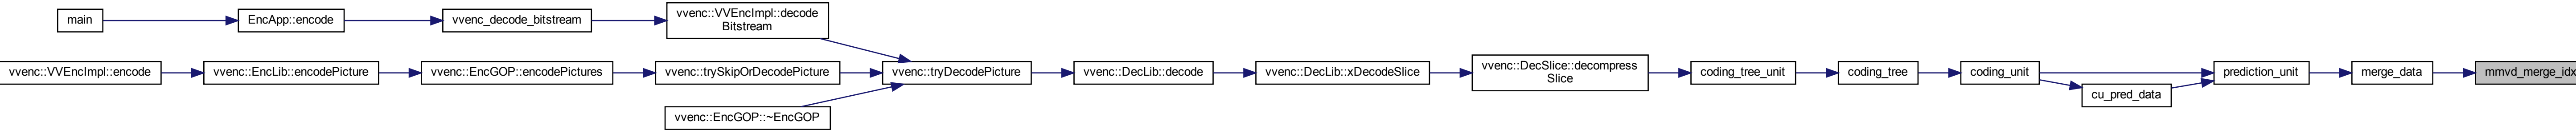 main
EncApp::encode
vvenc_decode_bitstream
vvenc::VVEncImpl::decode
Bitstream
vvenc::VVEncImpl::encode
vvenc::EncLib::encodePicture
vvenc::EncGOP::encodePictures
vvenc::trySkipOrDecodePicture
vvenc::EncGOP::~EncGOP
vvenc::tryDecodePicture
vvenc::DecLib::decode
vvenc::DecLib::xDecodeSlice
vvenc::DecSlice::decompress
Slice
coding_tree_unit
coding_tree
coding_unit
cu_pred_data
prediction_unit
merge_data
mmvd_merge_idx